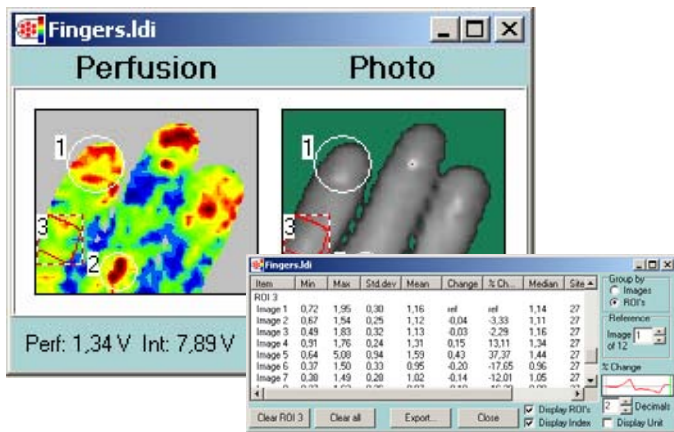 Fingers.ldi
Perfusion Photo
1
1
3
3
2
2
Perf: 1,34 V Int: 7,89 V
Fingers.ldi
Item Min Max Std.dev Mean Change % Ch... Median Site
ROI 3
Image 1 0,72 1,95 0,30 1,16 ref ref 1,14 27
Image 2 0,67 1,54 0,25 1,12 -0,04 -3,33 1,11 27
Image 3 0,49 1,83 0,32 1,13 -0,03 -2,29 1,16 27
Image 4 0,91 1,76 0,24 1,31 0,15 13,11 1,34 27
Image 5 0,64 5,08 0,94 1,59 0,43 37,37 1,44 27
Image 6 0,37 1,50 0,33 0,95 -0,20 -17,65 0,96 27
Image 7 0,38 1,49 0,28 1,02 -0,14 -12,01 1,05 27
Group by
Images
ROI's
Reference
Image 1
of 12
% Change
2 Decimals
Display Unit
Clear ROI 3 Clear all Export... Close
Display ROI's
Display Index